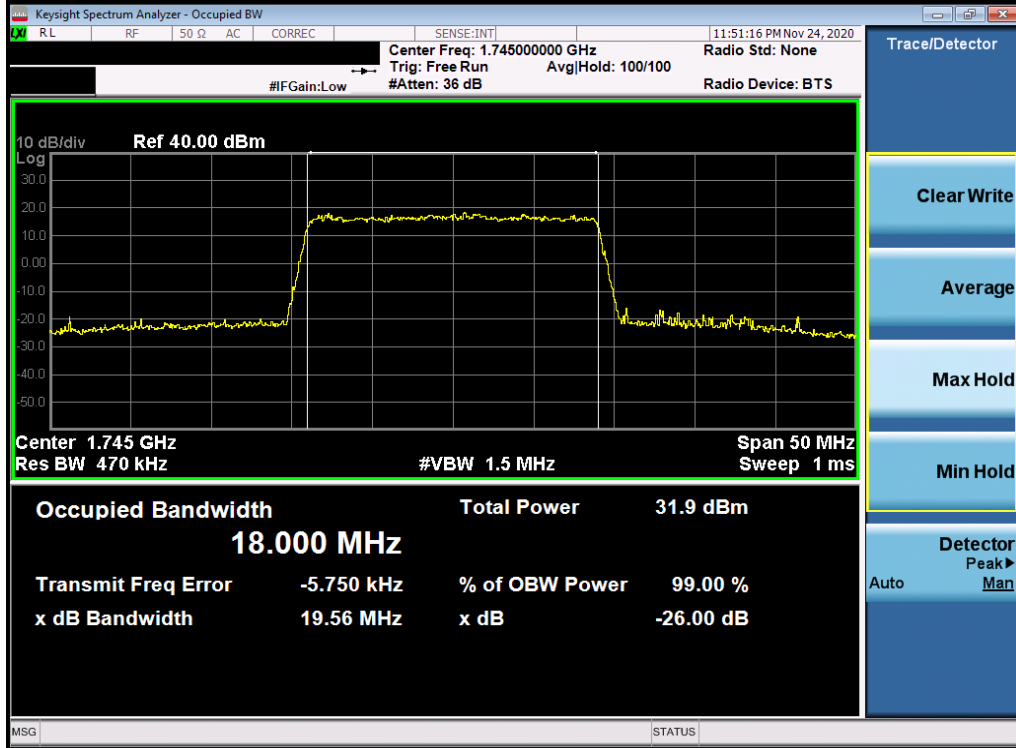 Keysight Spectrum Analyzer - Occupied BW
LXI RL RF 50 Ω AC CORREC SENSE:INT 11:51:16 PM Nov 24, 2020
Center Freq: 1.745000000 GHz Radio Std: None
Trig: Free Run Avg|Hold: 100/100
#IFGain:Low #Atten: 36 dB Radio Device: BTS
10 dB/div Ref 40.00 dBm
Log
30.0
20.0
10.0
0.00
-10.0
-20.0
-30.0
-40.0
-50.0
Center 1.745 GHz Span 50 MHz
Res BW 470 kHz #VBW 1.5 MHz Sweep 1 ms
Occupied Bandwidth Total Power 31.9 dBm
18.000 MHz
Transmit Freq Error -5.750 kHz % of OBW Power 99.00 %
x dB Bandwidth 19.56 MHz x dB -26.00 dB
MSG STATUS
Trace/Detector
Clear Write
Average
Max Hold
Min Hold
Detector
Peak▶
Auto Man